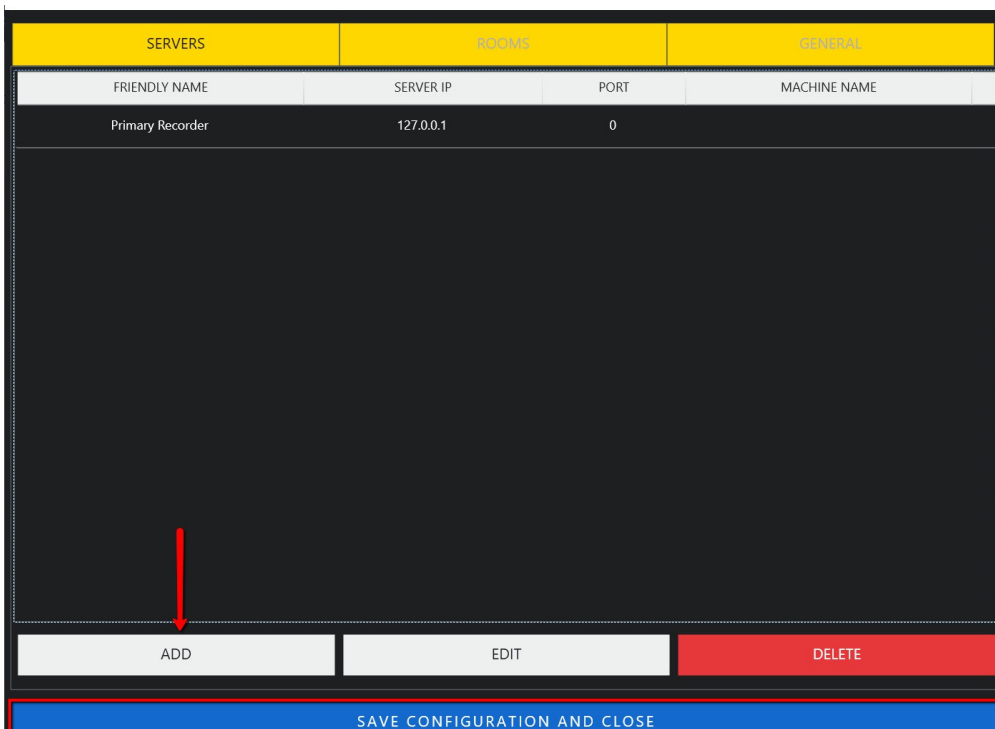 SERVERS ROOMS GENERAL
FRIENDLY NAME SERVER IP PORT MACHINE NAME
Primary Recorder 127.0.0.1 0
ADD EDIT DELETE
SAVE CONFIGURATION AND CLOSE